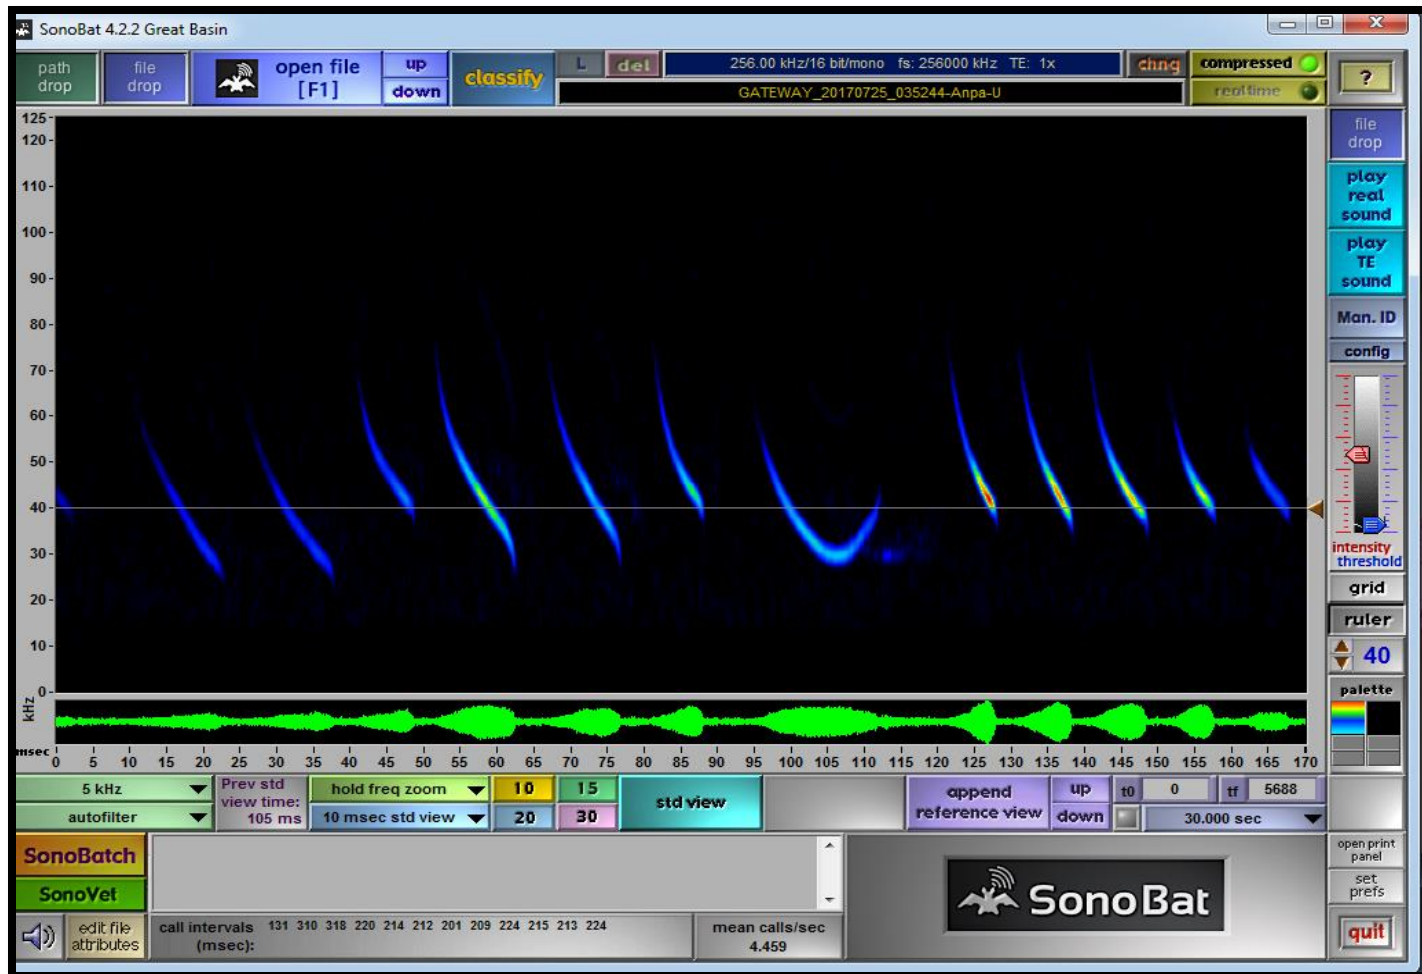 SonoBat 4.2.2 Great Basin
path drop
file drop
open file [F1]
up
down
classify
L
del
256.00 kHz/16 bit/mono fs: 256000 kHz TE: 1x
chng
compressed
GATEWAY_20170725_035244-Anpa-U
realtime
?
file drop
play real sound
play TE sound
Man. ID
config
intensity
threshold
grid
ruler
40
palette
125
120
110
100
90
80
70
60
50
40
30
20
10
0
kHz
msec 0 5 10 15 20 25 30 35 40 45 50 55 60 65 70 75 80 85 90 95 100 105 110 115 120 125 130 135 140 145 150 155 160 165 170
5 kHz
autofilter
Prev std view time: 105 ms
hold freq zoom
10 msec std view
10
15
20
30
std view
append reference view
up
down
t0 0 tf 5688
30.000 sec
SonoBatch
SonoVet
edit file attributes
call intervals (msec): 131 310 318 220 214 212 201 209 224 215 213 224
mean calls/sec
4.459
SonoBat
open print panel
set prefs
quit